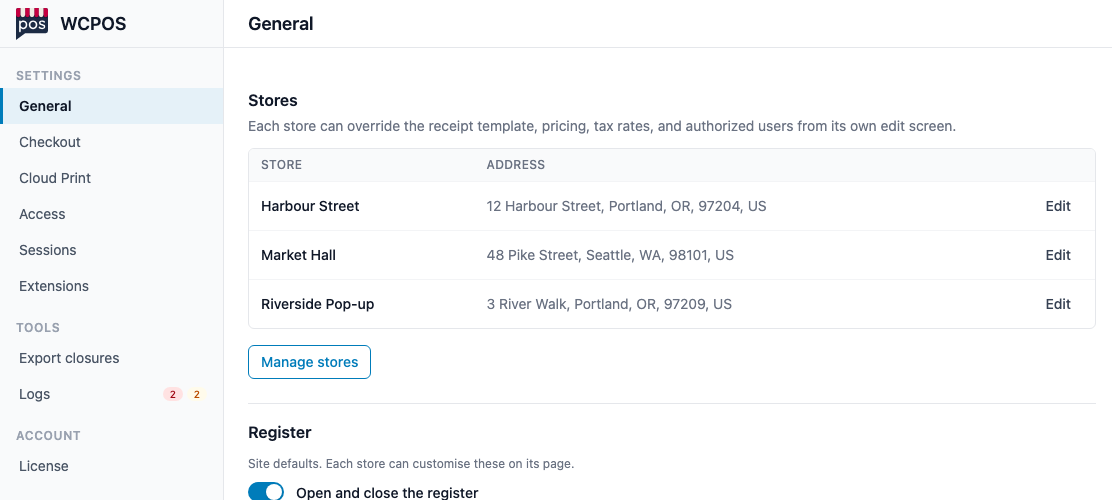 pos WCPOS
General
SETTINGS
General
Checkout
Cloud Print
Access
Sessions
Extensions
TOOLS
Export closures
Logs 2 2
ACCOUNT
License
Stores
Each store can override the receipt template, pricing, tax rates, and authorized users from its own edit screen.
STORE ADDRESS
Harbour Street 12 Harbour Street, Portland, OR, 97204, US Edit
Market Hall 48 Pike Street, Seattle, WA, 98101, US Edit
Riverside Pop-up 3 River Walk, Portland, OR, 97209, US Edit
Manage stores
Register
Site defaults. Each store can customise these on its page.
Open and close the register